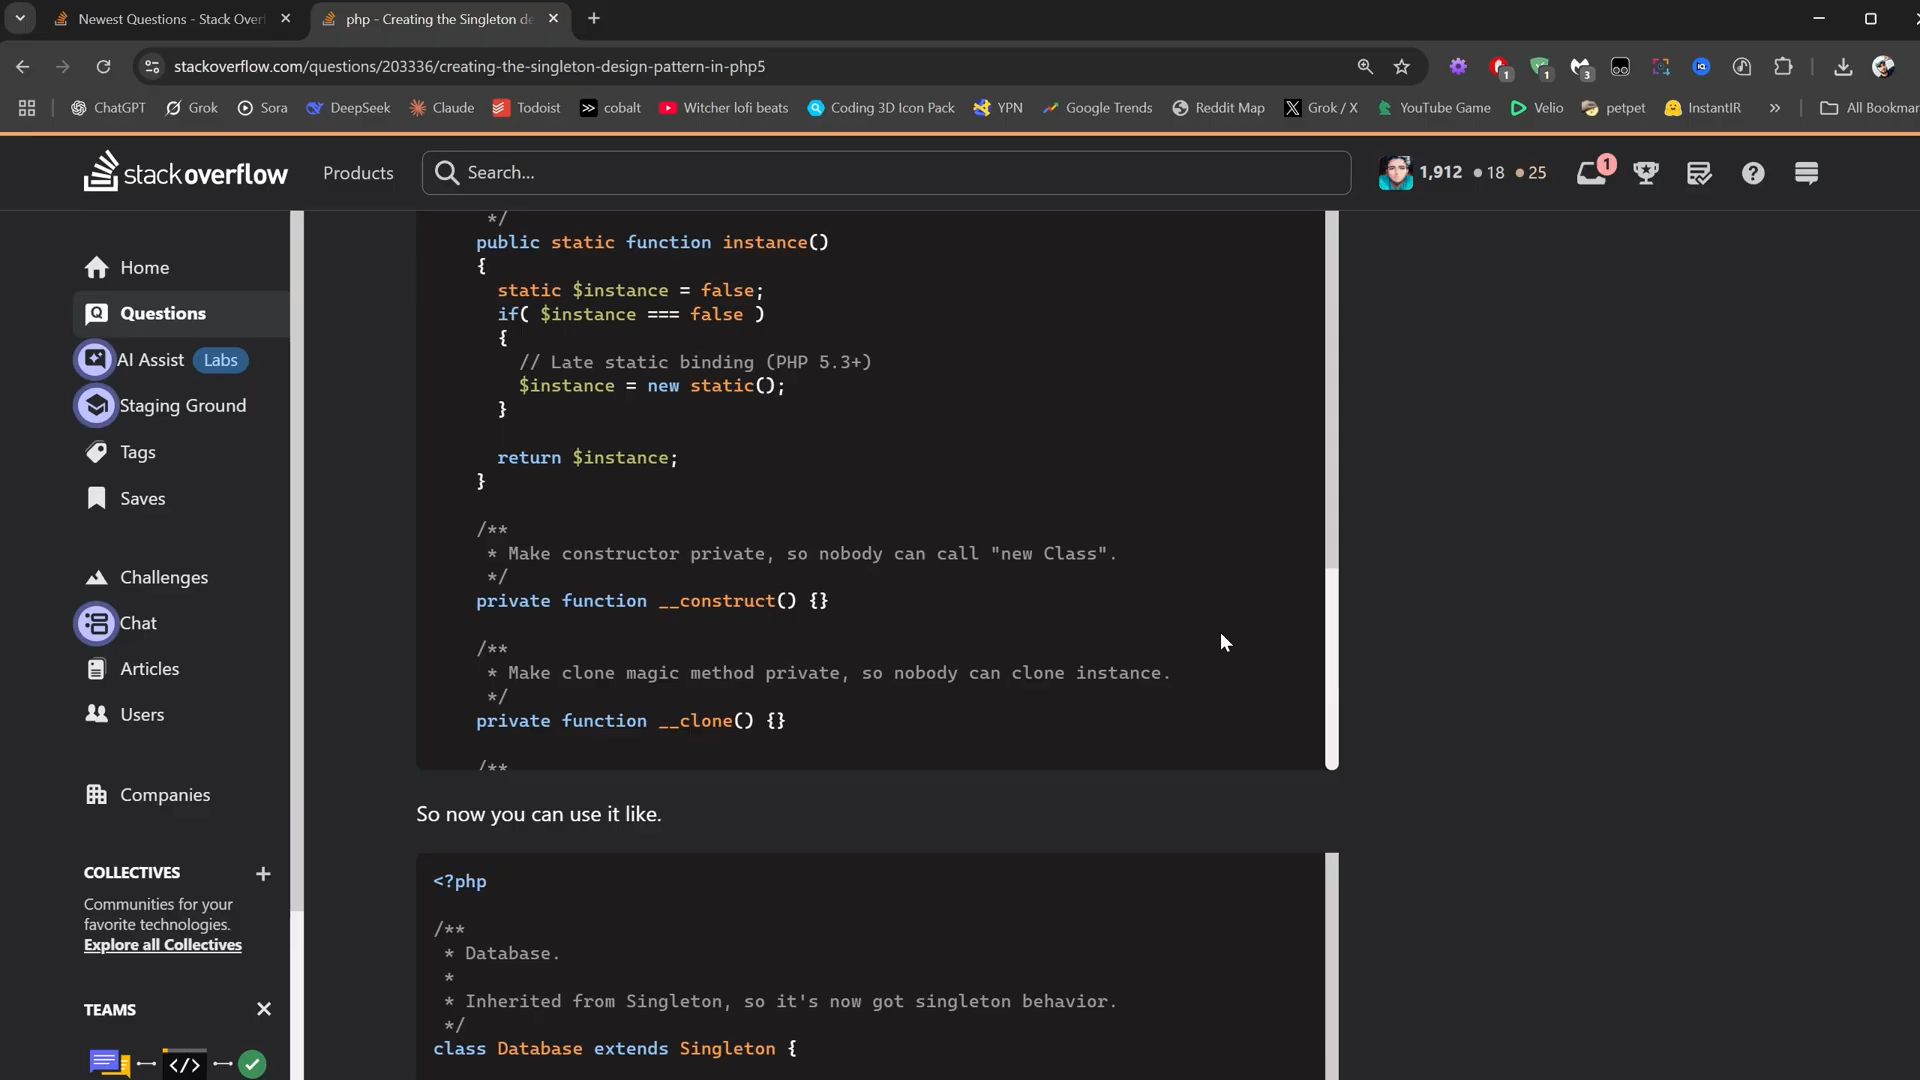 Newest Questions - Stack Over
php - Creating the Singleton de
stackoverflow.com/questions/203336/creating-the-singleton-design-pattern-in-php5
1
1
3
ChatGPT
Grok
Sora
DeepSeek
Claude
Todoist
cobalt
Witcher lofi beats
Coding 3D Icon Pack
YPN
Google Trends
Reddit Map
Grok / X
YouTube Game
Velio
petpet
InstantIR
»
All Bookmar
stackoverflow
Products
Search...
1,912
18
25
1
Home
Questions
AI Assist Labs
Staging Ground
Tags
Saves
Challenges
Chat
Articles
Users
Companies
COLLECTIVES
Communities for your
favorite technologies.
Explore all Collectives
TEAMS
*/
public static function instance()
{
static $instance = false;
if( $instance === false )
{
// Late static binding (PHP 5.3+)
$instance = new static();
}
return $instance;
}
/**
* Make constructor private, so nobody can call "new Class".
*/
private function __construct() {}
/**
* Make clone magic method private, so nobody can clone instance.
*/
private function __clone() {}
/**
So now you can use it like.
<?php
/**
* Database.
*
* Inherited from Singleton, so it's now got singleton behavior.
*/
class Database extends Singleton {